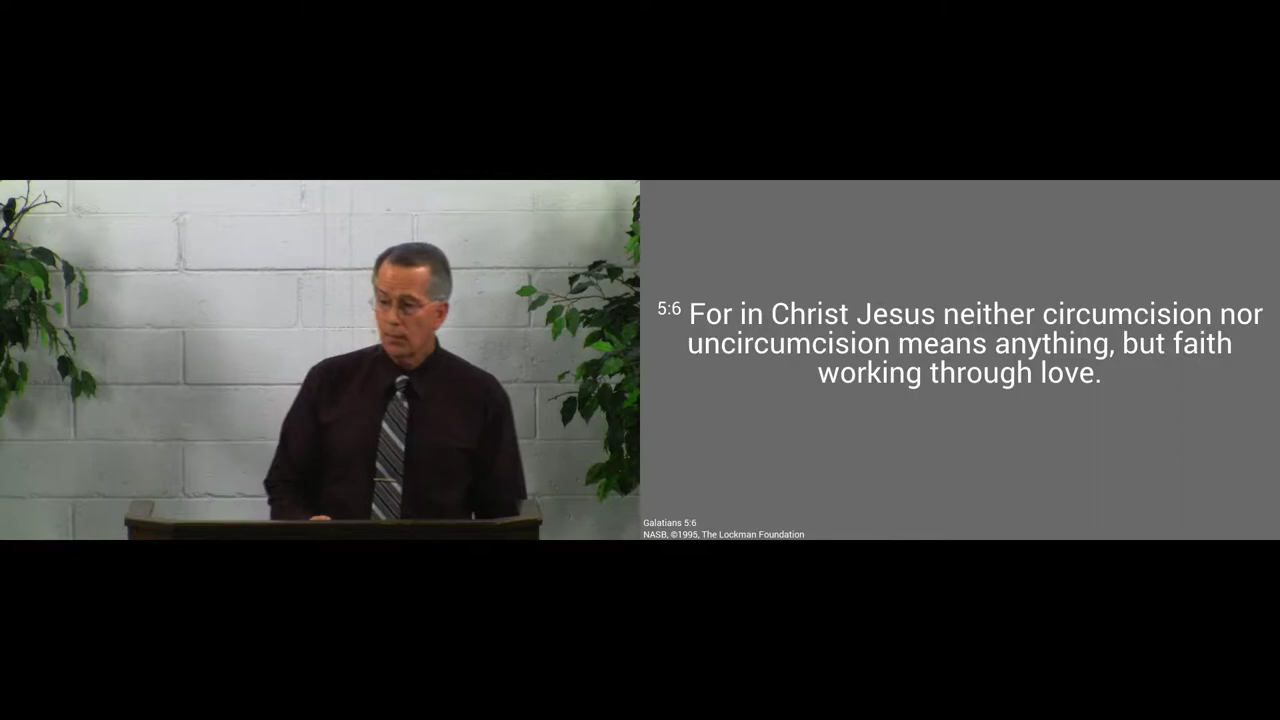 5:6 For in Christ Jesus neither circumcision nor
uncircumcision means anything, but faith
working through love.
Galatians 5:6
NASB, ©1995, The Lockman Foundation